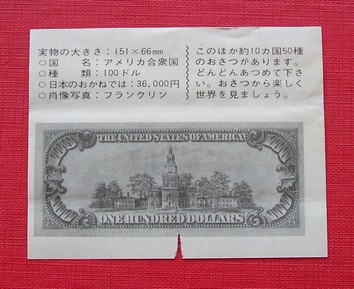 実物の大きさ：151×66mm
○国　　名：アメリカ合衆国
○種　　類：100ドル
○日本のおかねでは：36,000円
○肖像写真：フランクリン
このほか約10カ国50種
のおさつがあります。
どんどんあつめて下さ
い。おさつから楽しく
世界を見ましょう。
THE UNITED STATES OF AMERICA
ONE HUNDRED DOLLARS